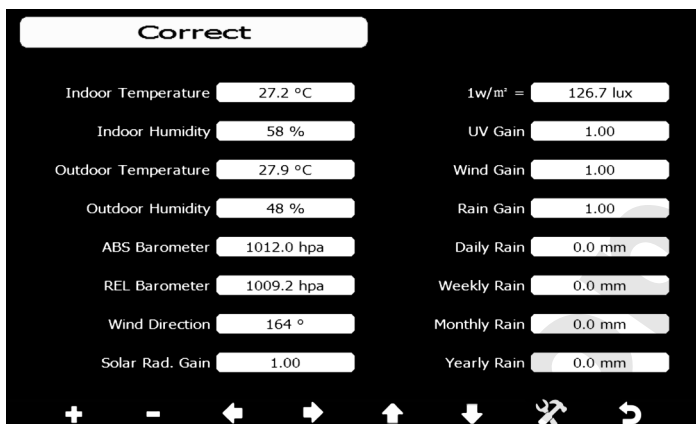 Correct
Indoor Temperature 27.2 °C
Indoor Humidity 58 %
Outdoor Temperature 27.9 °C
Outdoor Humidity 48 %
ABS Barometer 1012.0 hpa
REL Barometer 1009.2 hpa
Wind Direction 164 °
Solar Rad. Gain 1.00
1w/m² = 126.7 lux
UV Gain 1.00
Wind Gain 1.00
Rain Gain 1.00
Daily Rain 0.0 mm
Weekly Rain 0.0 mm
Monthly Rain 0.0 mm
Yearly Rain 0.0 mm